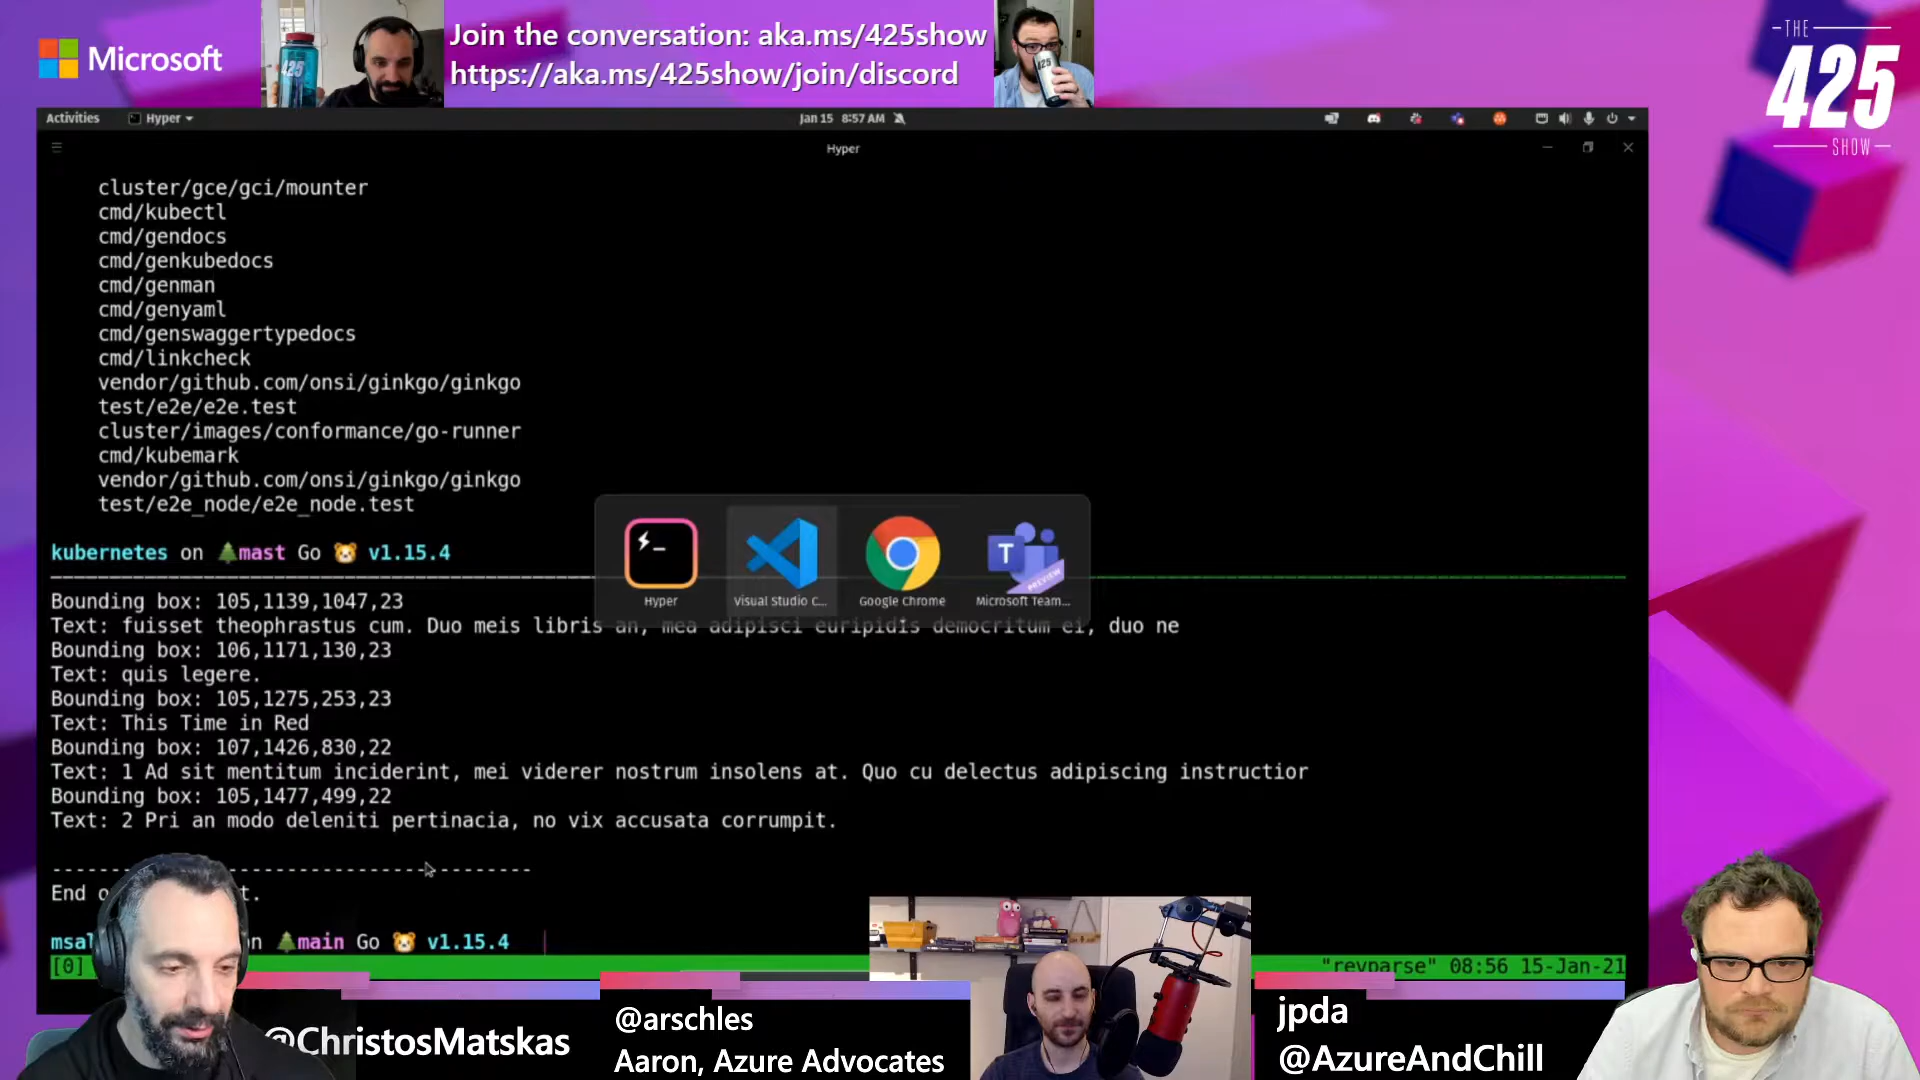 Microsoft
Join the conversation: aka.ms/425show
https://aka.ms/425show/join/discord
THE
425
SHOW
425
425
Activities
Hyper
Jan 15 8:57 AM
Hyper
cluster/gce/gci/mounter
cmd/kubectl
cmd/gendocs
cmd/genkubedocs
cmd/genman
cmd/genyaml
cmd/genswaggertypedocs
cmd/linkcheck
vendor/github.com/onsi/ginkgo/ginkgo
test/e2e/e2e.test
cluster/images/conformance/go-runner
cmd/kubemark
vendor/github.com/onsi/ginkgo/ginkgo
test/e2e_node/e2e_node.test
kubernetes on mast Go v1.15.4
Hyper
Visual Studio C...
Google Chrome
T
PREVIEW
Microsoft Team...
Bounding box: 105,1139,1047,23
Text: fuisset theophrastus cum. Duo meis libris an, mea adipisci euripidis democritum ei, duo ne
Bounding box: 106,1171,130,23
Text: quis legere.
Bounding box: 105,1275,253,23
Text: This Time in Red
Bounding box: 107,1426,830,22
Text: 1 Ad sit mentitum inciderint, mei viderer nostrum insolens at. Quo cu delectus adipiscing instructior
Bounding box: 105,1477,499,22
Text: 2 Pri an modo deleniti pertinacia, no vix accusata corrumpit.
-----------------------------------------
End o t.
msal n main Go v1.15.4
[0] "revparse" 08:56 15-Jan-21
@ChristosMatskas
@arschles
Aaron, Azure Advocates
jpda
@AzureAndChill